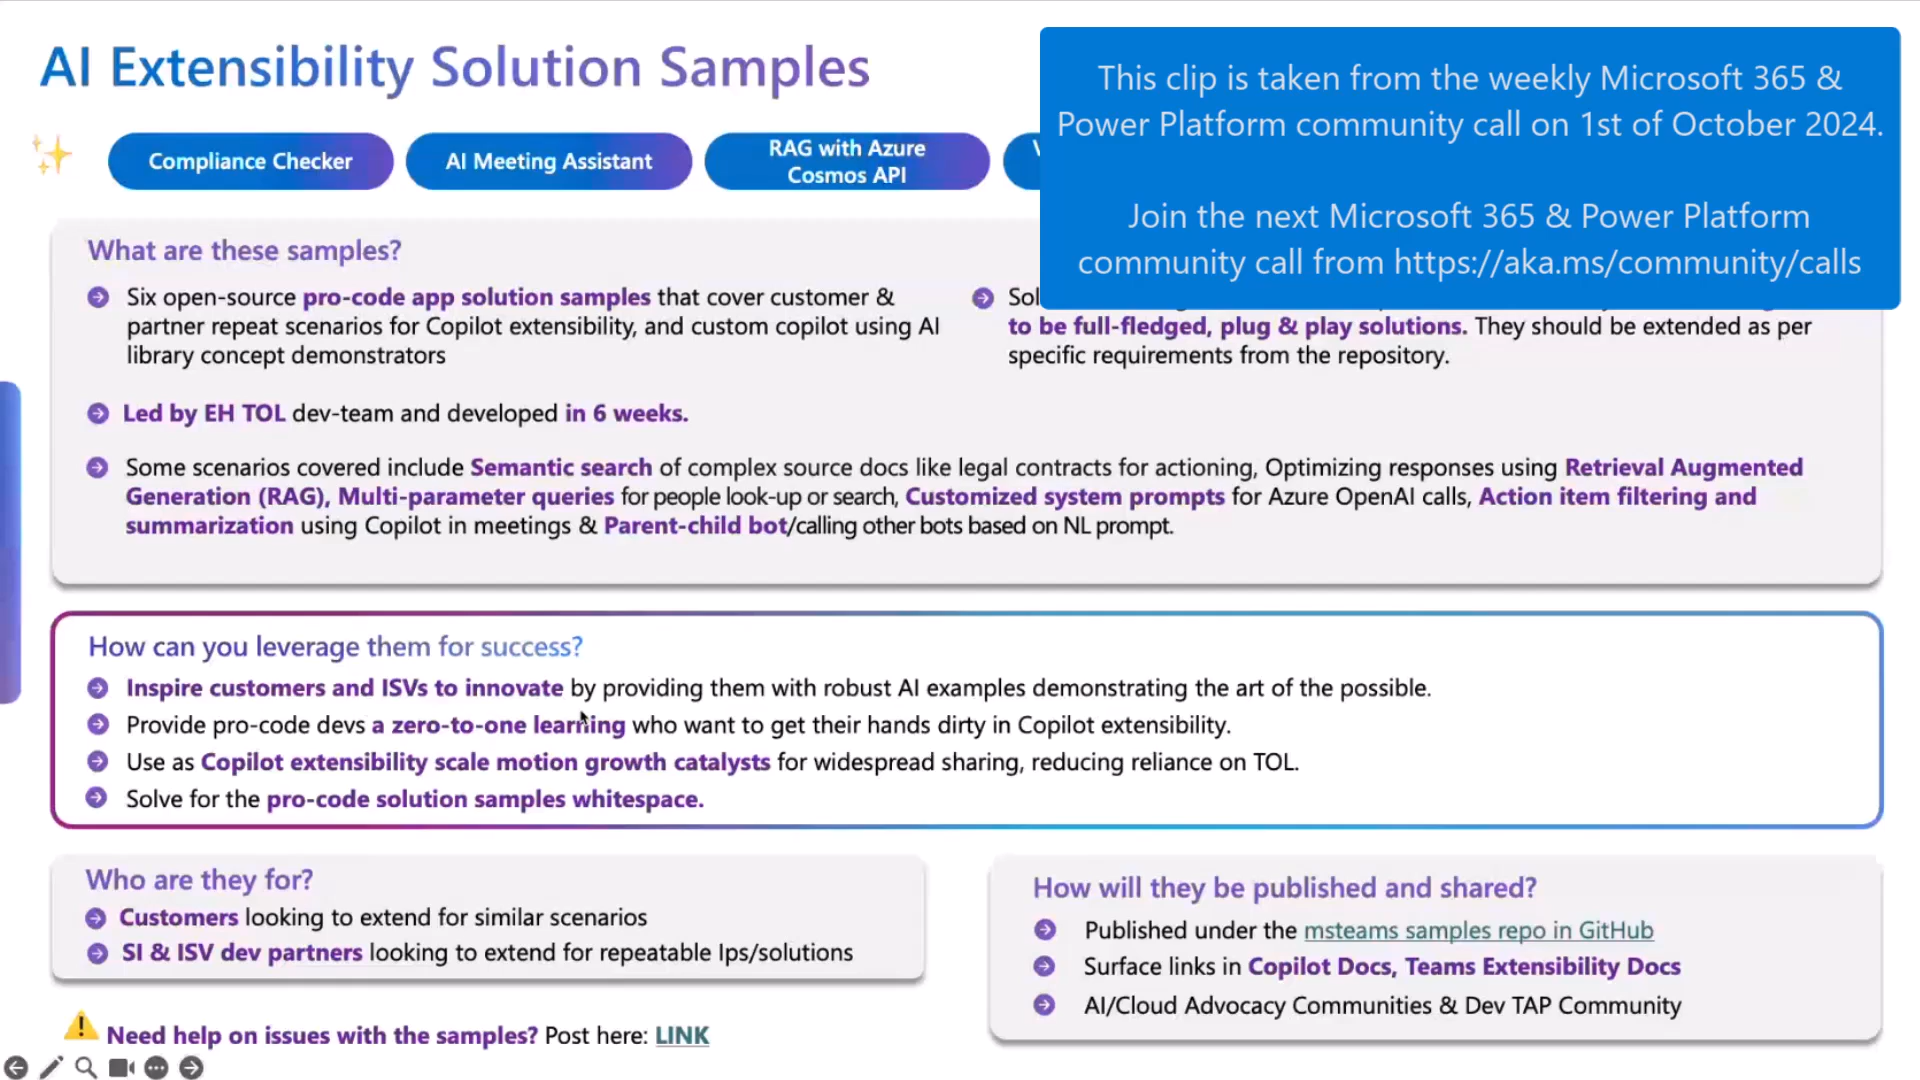 AI Extensibility Solution Samples
This clip is taken from the weekly Microsoft 365 &
Power Platform community call on 1st of October 2024.
Join the next Microsoft 365 & Power Platform
community call from https://aka.ms/community/calls
Compliance Checker
AI Meeting Assistant
RAG with Azure
Cosmos API
What are these samples?
Six open-source pro-code app solution samples that cover customer &
partner repeat scenarios for Copilot extensibility, and custom copilot using AI
library concept demonstrators
to be full-fledged, plug & play solutions. They should be extended as per
specific requirements from the repository.
Led by EH TOL dev-team and developed in 6 weeks.
Some scenarios covered include Semantic search of complex source docs like legal contracts for actioning, Optimizing responses using Retrieval Augmented
Generation (RAG), Multi-parameter queries for people look-up or search, Customized system prompts for Azure OpenAI calls, Action item filtering and
summarization using Copilot in meetings & Parent-child bot/calling other bots based on NL prompt.
How can you leverage them for success?
Inspire customers and ISVs to innovate by providing them with robust AI examples demonstrating the art of the possible.
Provide pro-code devs a zero-to-one learning who want to get their hands dirty in Copilot extensibility.
Use as Copilot extensibility scale motion growth catalysts for widespread sharing, reducing reliance on TOL.
Solve for the pro-code solution samples whitespace.
Who are they for?
Customers looking to extend for similar scenarios
SI & ISV dev partners looking to extend for repeatable Ips/solutions
How will they be published and shared?
Published under the msteams samples repo in GitHub
Surface links in Copilot Docs, Teams Extensibility Docs
AI/Cloud Advocacy Communities & Dev TAP Community
Need help on issues with the samples? Post here: LINK